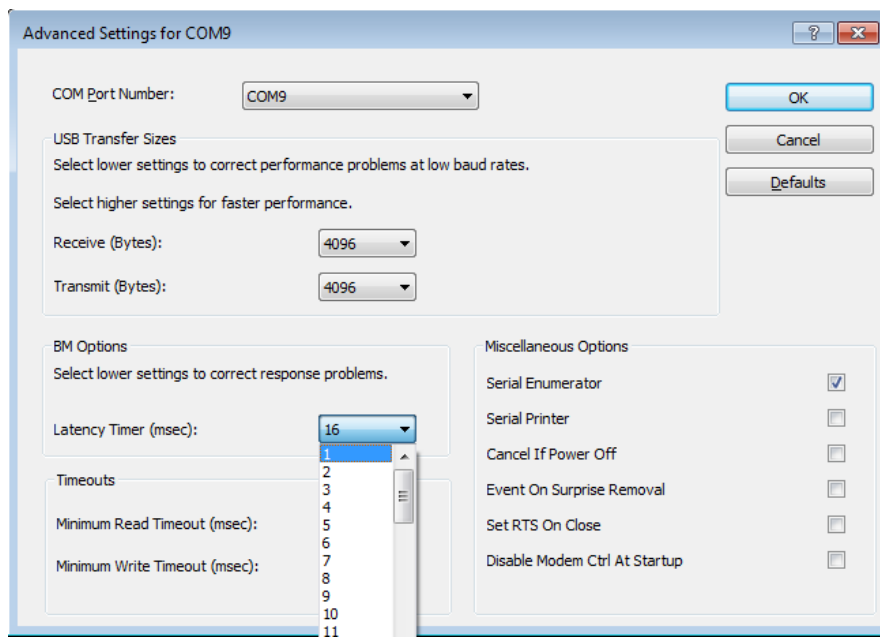 Advanced Settings for COM9
COM Port Number:
COM9
OK
Cancel
Defaults
USB Transfer Sizes
Select lower settings to correct performance problems at low baud rates.
Select higher settings for faster performance.
Receive (Bytes):
4096
Transmit (Bytes):
4096
BM Options
Select lower settings to correct response problems.
Latency Timer (msec):
16
1
2
3
4
5
6
7
8
9
10
11
Timeouts
Minimum Read Timeout (msec):
Minimum Write Timeout (msec):
Miscellaneous Options
Serial Enumerator
Serial Printer
Cancel If Power Off
Event On Surprise Removal
Set RTS On Close
Disable Modem Ctrl At Startup